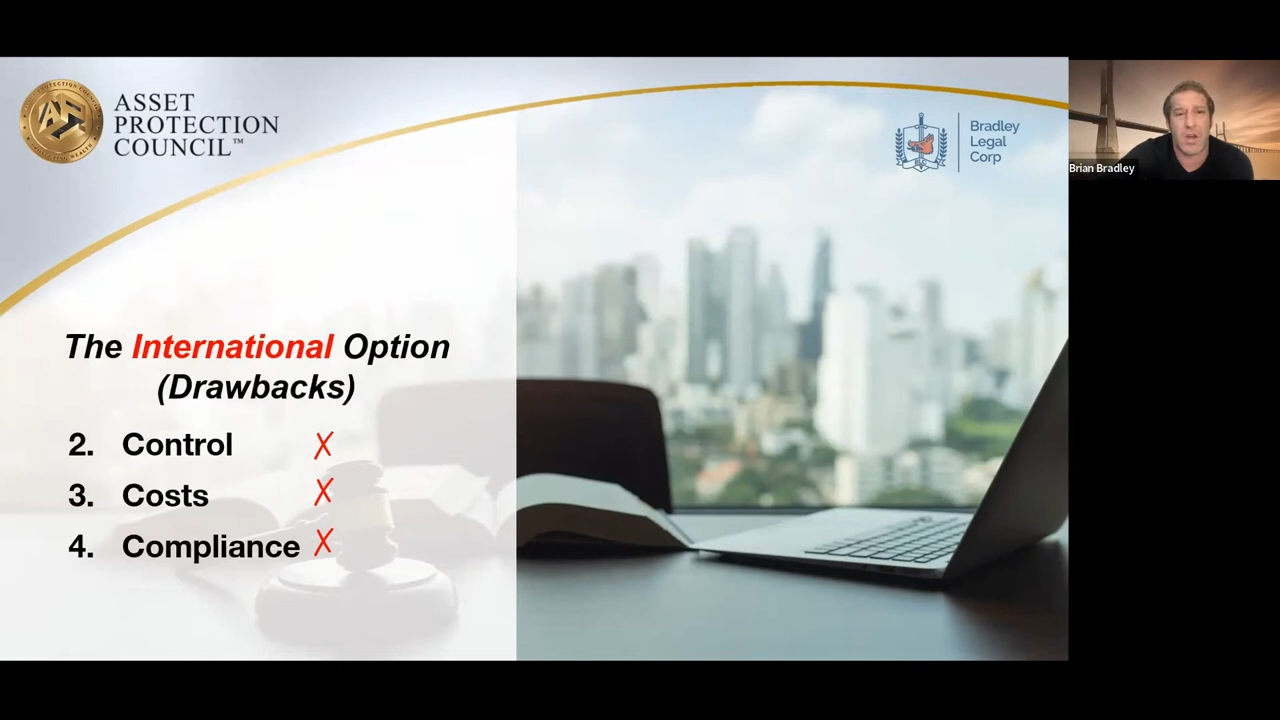 ASSET
PROTECTION
COUNCIL™
Bradley
Legal
Corp
Brian Bradley
The International Option
(Drawbacks)
2. Control X
3. Costs X
4. Compliance X